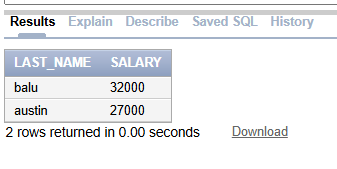 Results Explain Describe Saved SQL History
LAST_NAME SALARY
balu 32000
austin 27000
2 rows returned in 0.00 seconds Download